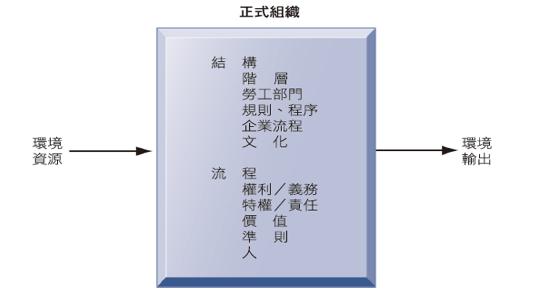 正式組織
結 構
階 層
勞工部門
規則、程序
企業流程
文 化
流 程
權利／義務
特權／責任
價 值
準 則
人
環境
資源
環境
輸出